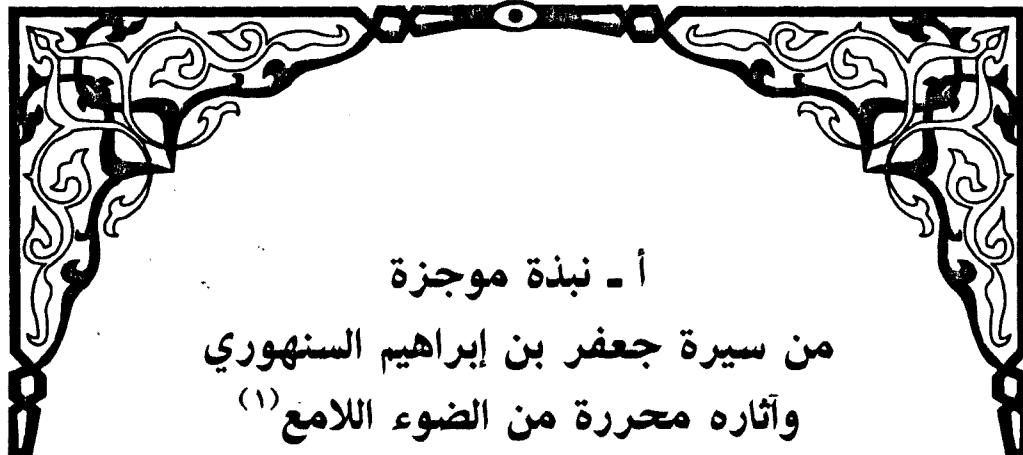 أ ـ نبذة موجزة
من سيرة جعفر بن إبراهيم السنهوري
وآثاره محررة من الضوء اللامع(١)